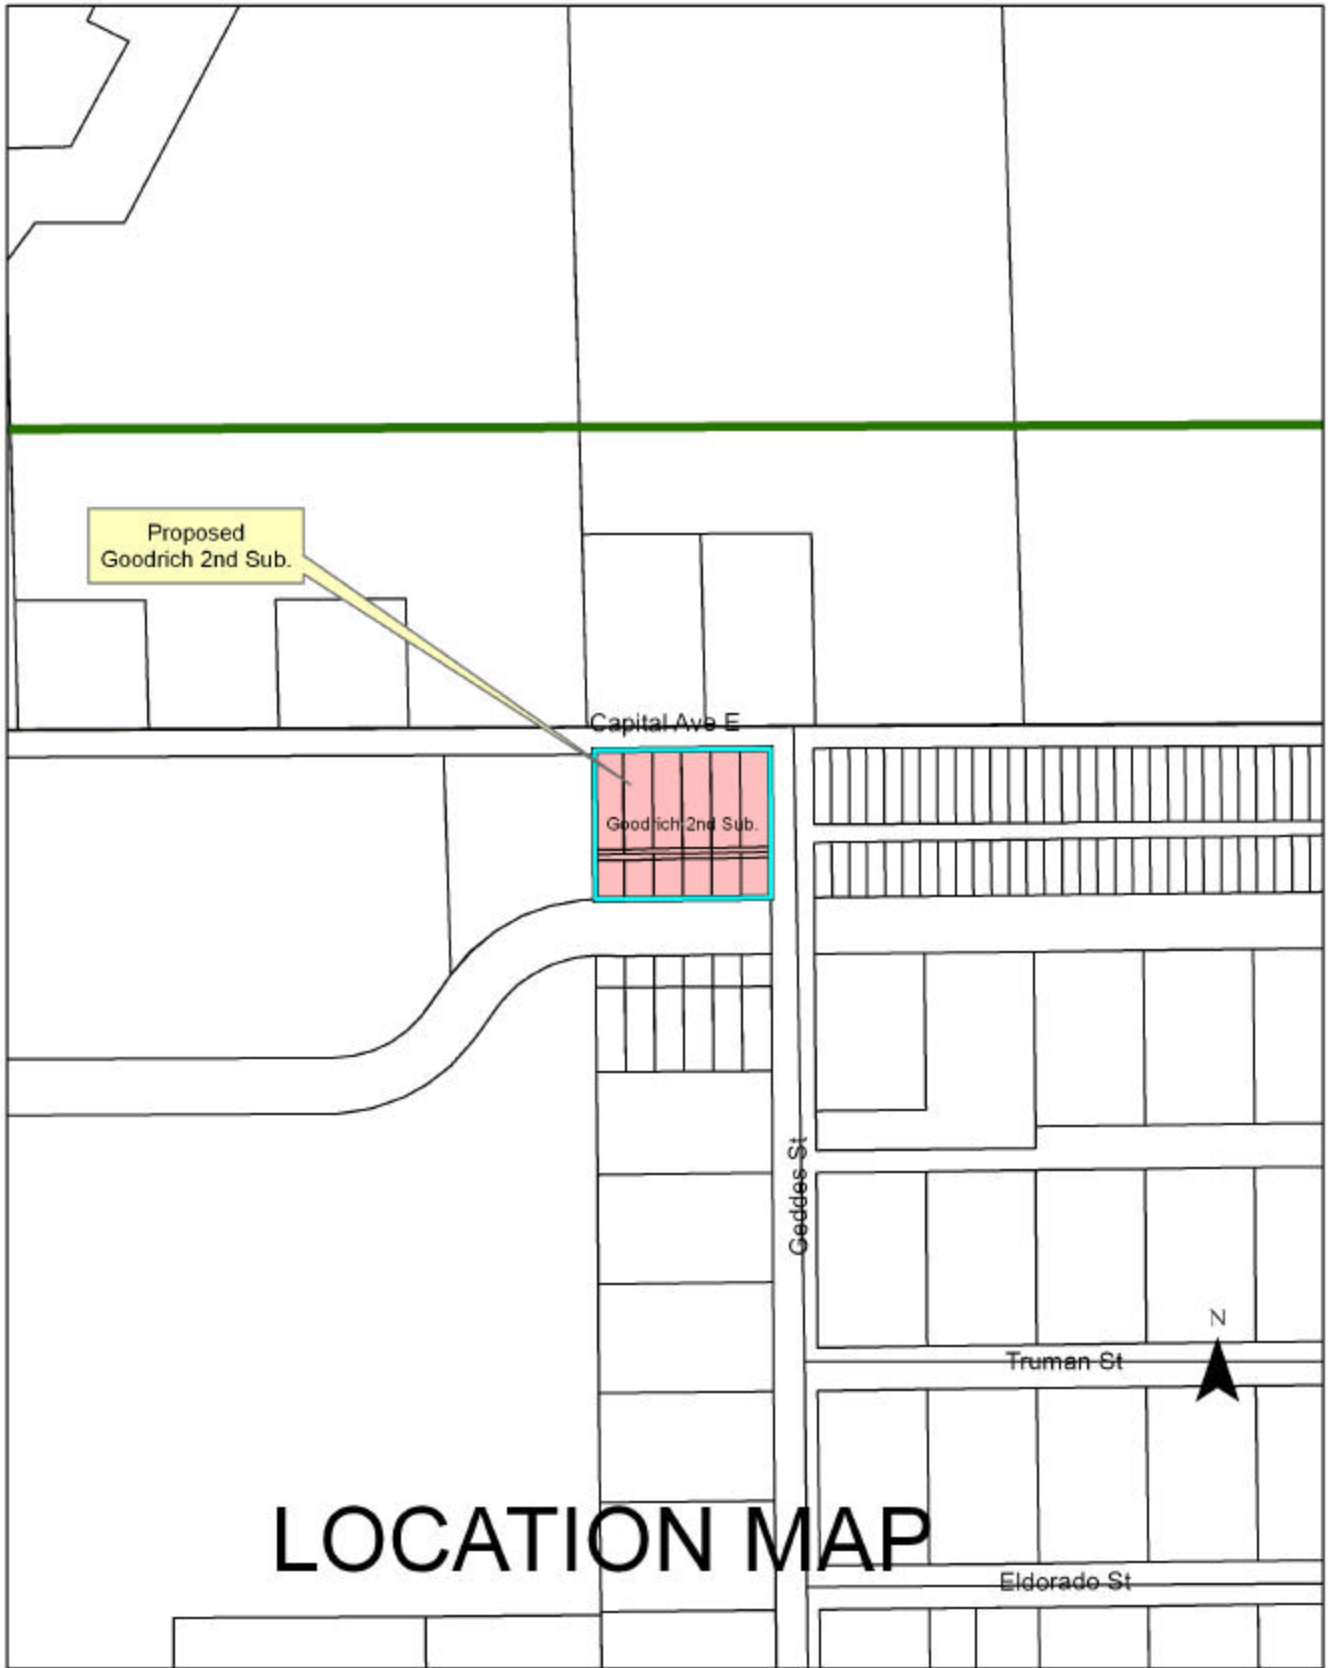 Proposed
Goodrich 2nd Sub.
Capital Ave E
Goodrich 2nd Sub.
Geddes St
N
Truman St
LOCATION MAP
Eldorado St